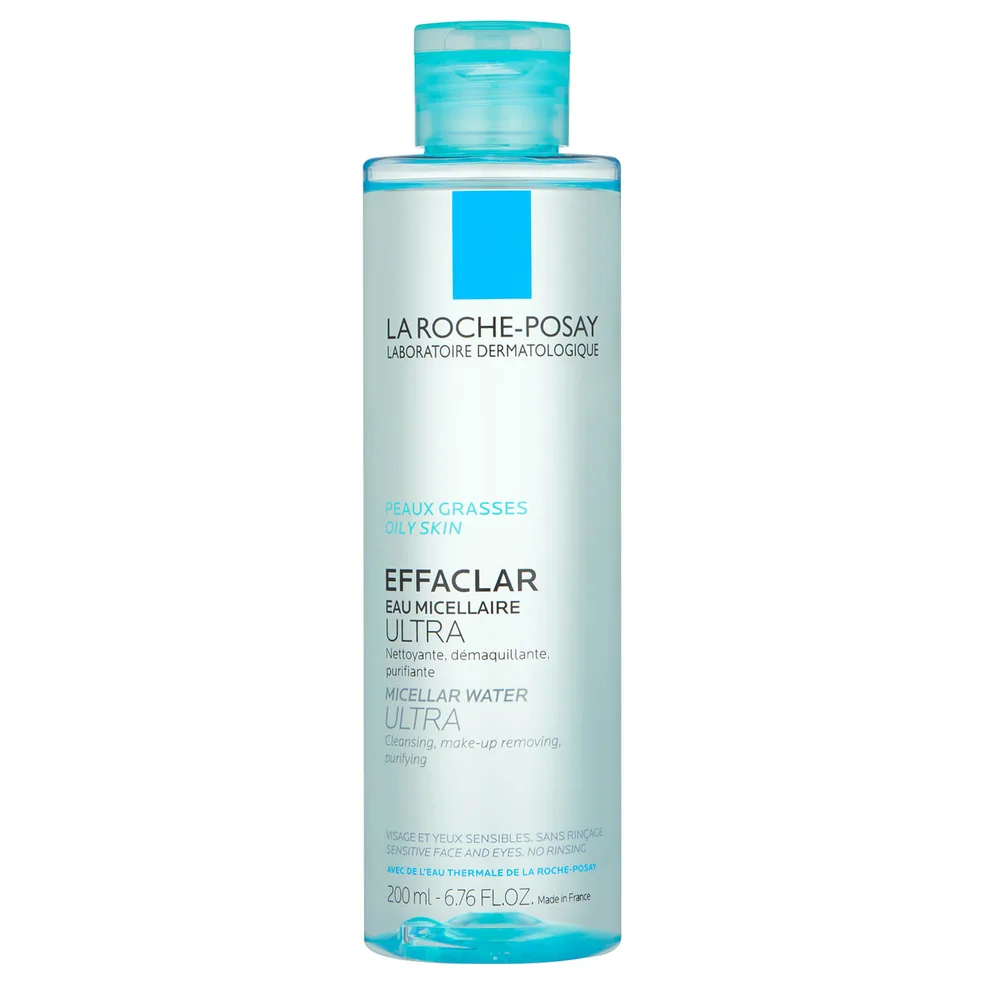 LA ROCHE-POSAY
LABORATOIRE DERMATOLOGIQUE
PEAUX GRASSES
OILY SKIN
EFFACLAR
EAU MICELLAIRE
ULTRA
Nettoyante, démaquillante,
purifiante
MICELLAR WATER
ULTRA
Cleansing, make-up removing,
purifying
VISAGE ET YEUX SENSIBLES. SANS RINÇAGE
SENSITIVE FACE AND EYES. NO RINSING
AVEC DE L'EAU THERMALE DE LA ROCHE-POSAY
200 ml - 6.76 FL.OZ. Made in France